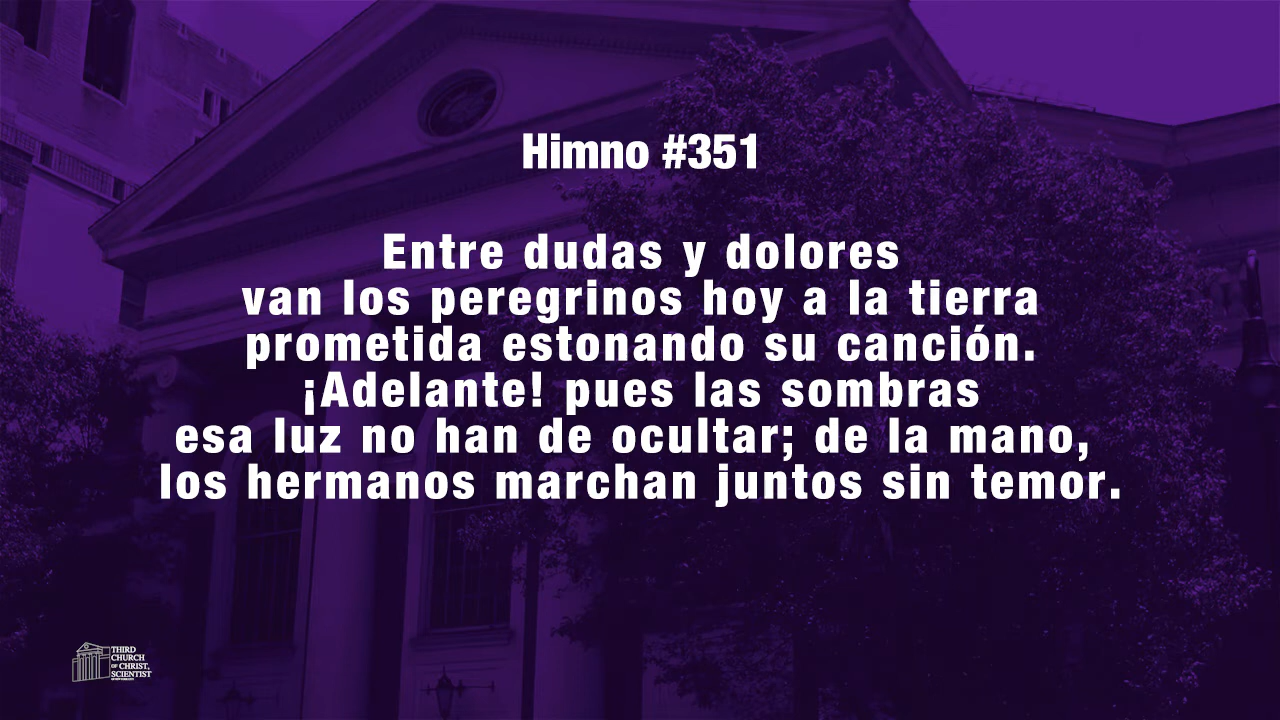 Himno #351
Entre dudas y dolores
van los peregrinos hoy a la tierra
prometida estonando su canción.
¡Adelante! pues las sombras
esa luz no han de ocultar; de la mano,
los hermanos marchan juntos sin temor.
THIRD
CHURCH
OF CHRIST,
SCIENTIST